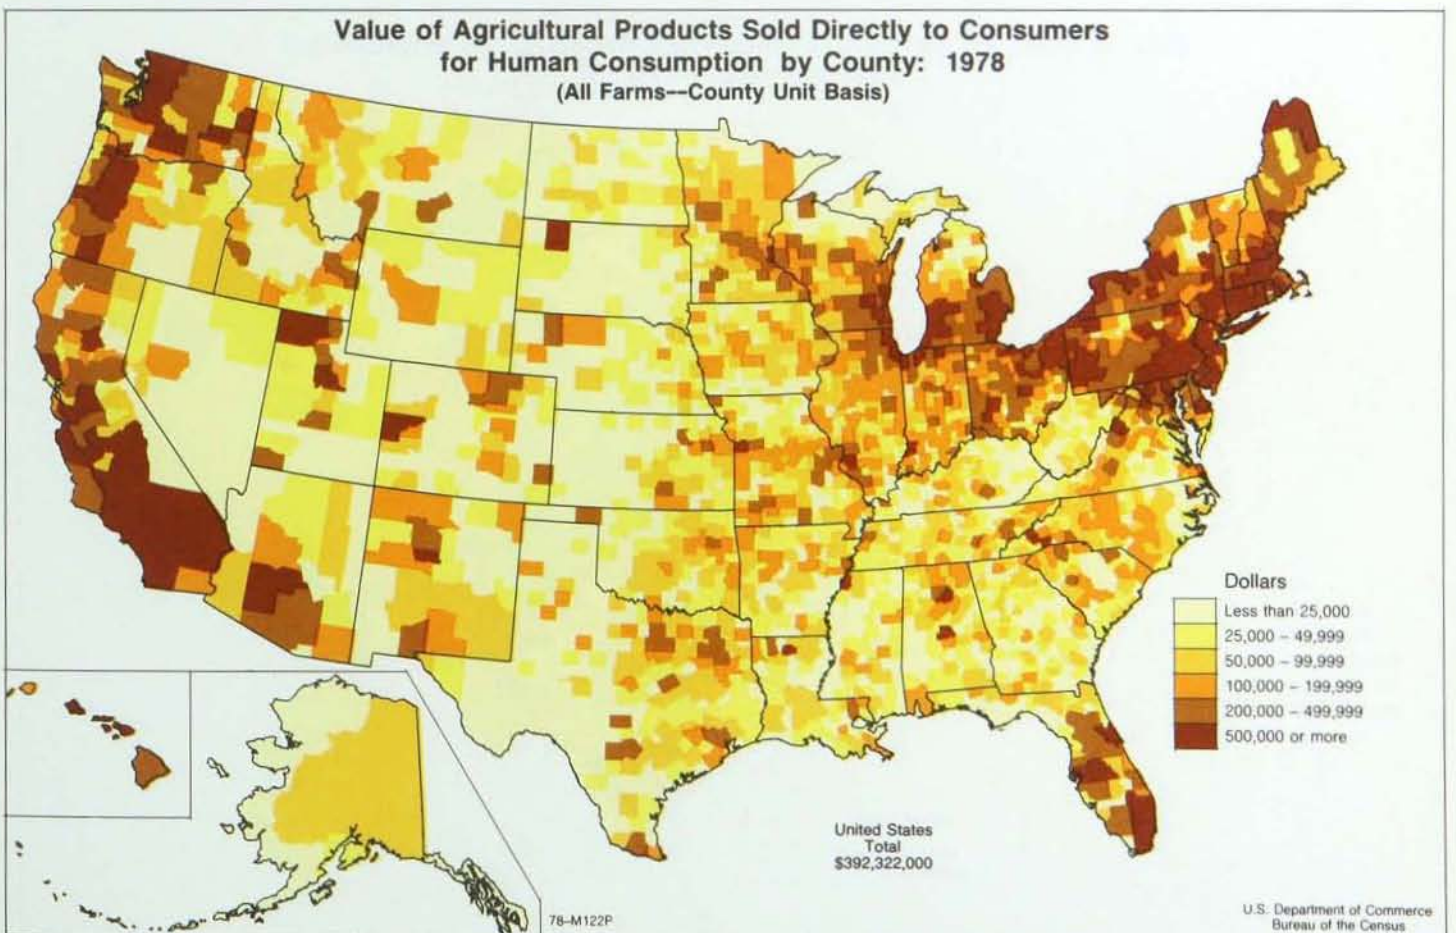 Value of Agricultural Products Sold Directly to Consumers
for Human Consumption by County: 1978
(All Farms--County Unit Basis)
Dollars
Less than 25,000
25,000 – 49,999
50,000 – 99,999
100,000 – 199,999
200,000 – 499,999
500,000 or more
United States
Total
$392,322,000
78–M122P
U.S. Department of Commerce
Bureau of the Census